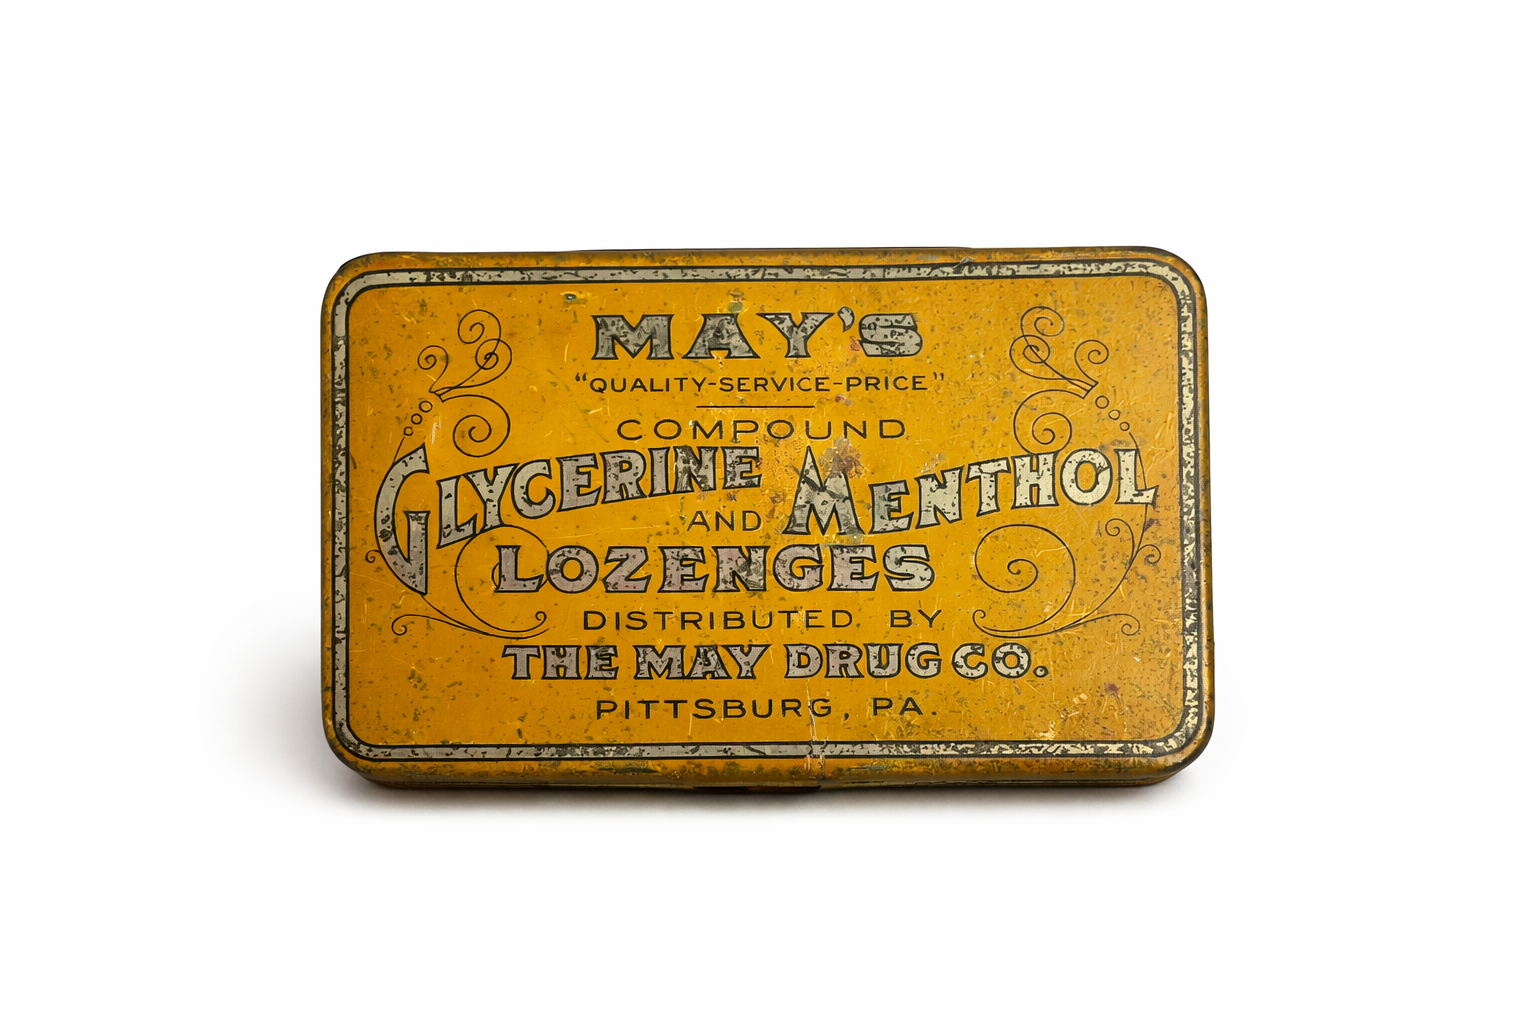 MAY'S
"QUALITY-SERVICE-PRICE"
COMPOUND
GLYCERINE
AND MENTHOL
LOZENGES
DISTRIBUTED BY
THE MAY DRUG CO.
PITTSBURG, PA.